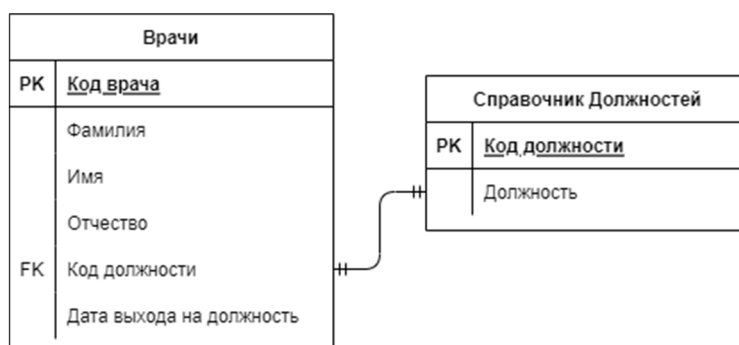 Врачи
PK Код врача
Фамилия
Имя
Отчество
FK Код должности
Дата выхода на должность
Справочник Должностей
PK Код должности
Должность